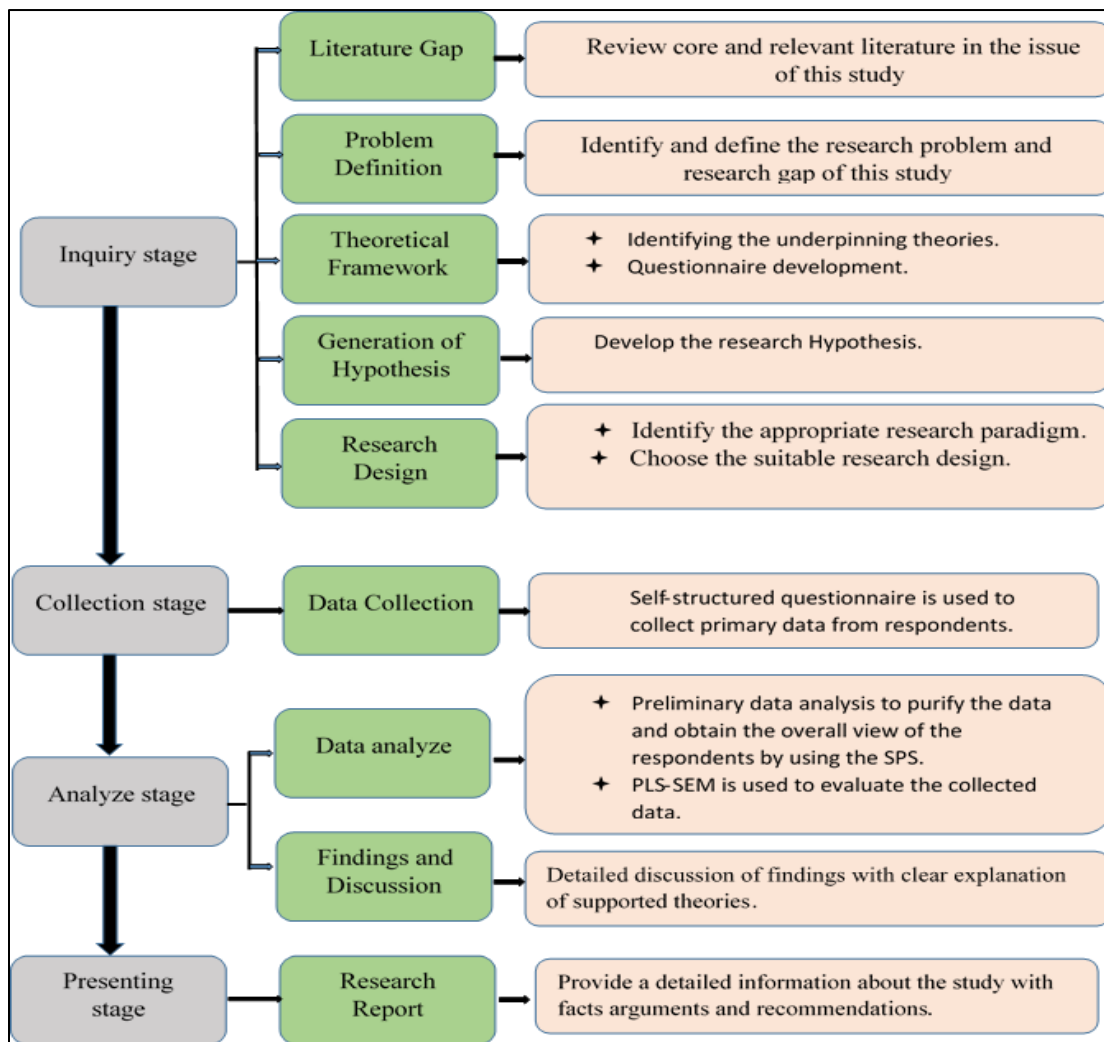 Literature Gap
Review core and relevant literature in the issue
of this study
Problem
Definition
Identify and define the research problem and
research gap of this study
Inquiry stage
Theoretical
Framework
✦ Identifying the underpinning theories.
✦ Questionnaire development.
Generation of
Hypothesis
Develop the research Hypothesis.
Research
Design
✦ Identify the appropriate research paradigm.
✦ Choose the suitable research design.
Collection stage
Data Collection
Self-structured questionnaire is used to
collect primary data from respondents.
Analyze stage
Data analyze
✦ Preliminary data analysis to purify the data
and obtain the overall view of the
respondents by using the SPS.
✦ PLS-SEM is used to evaluate the collected
data.
Findings and
Discussion
Detailed discussion of findings with clear explanation
of supported theories.
Presenting
stage
Research
Report
Provide a detailed information about the study with
facts arguments and recommendations.